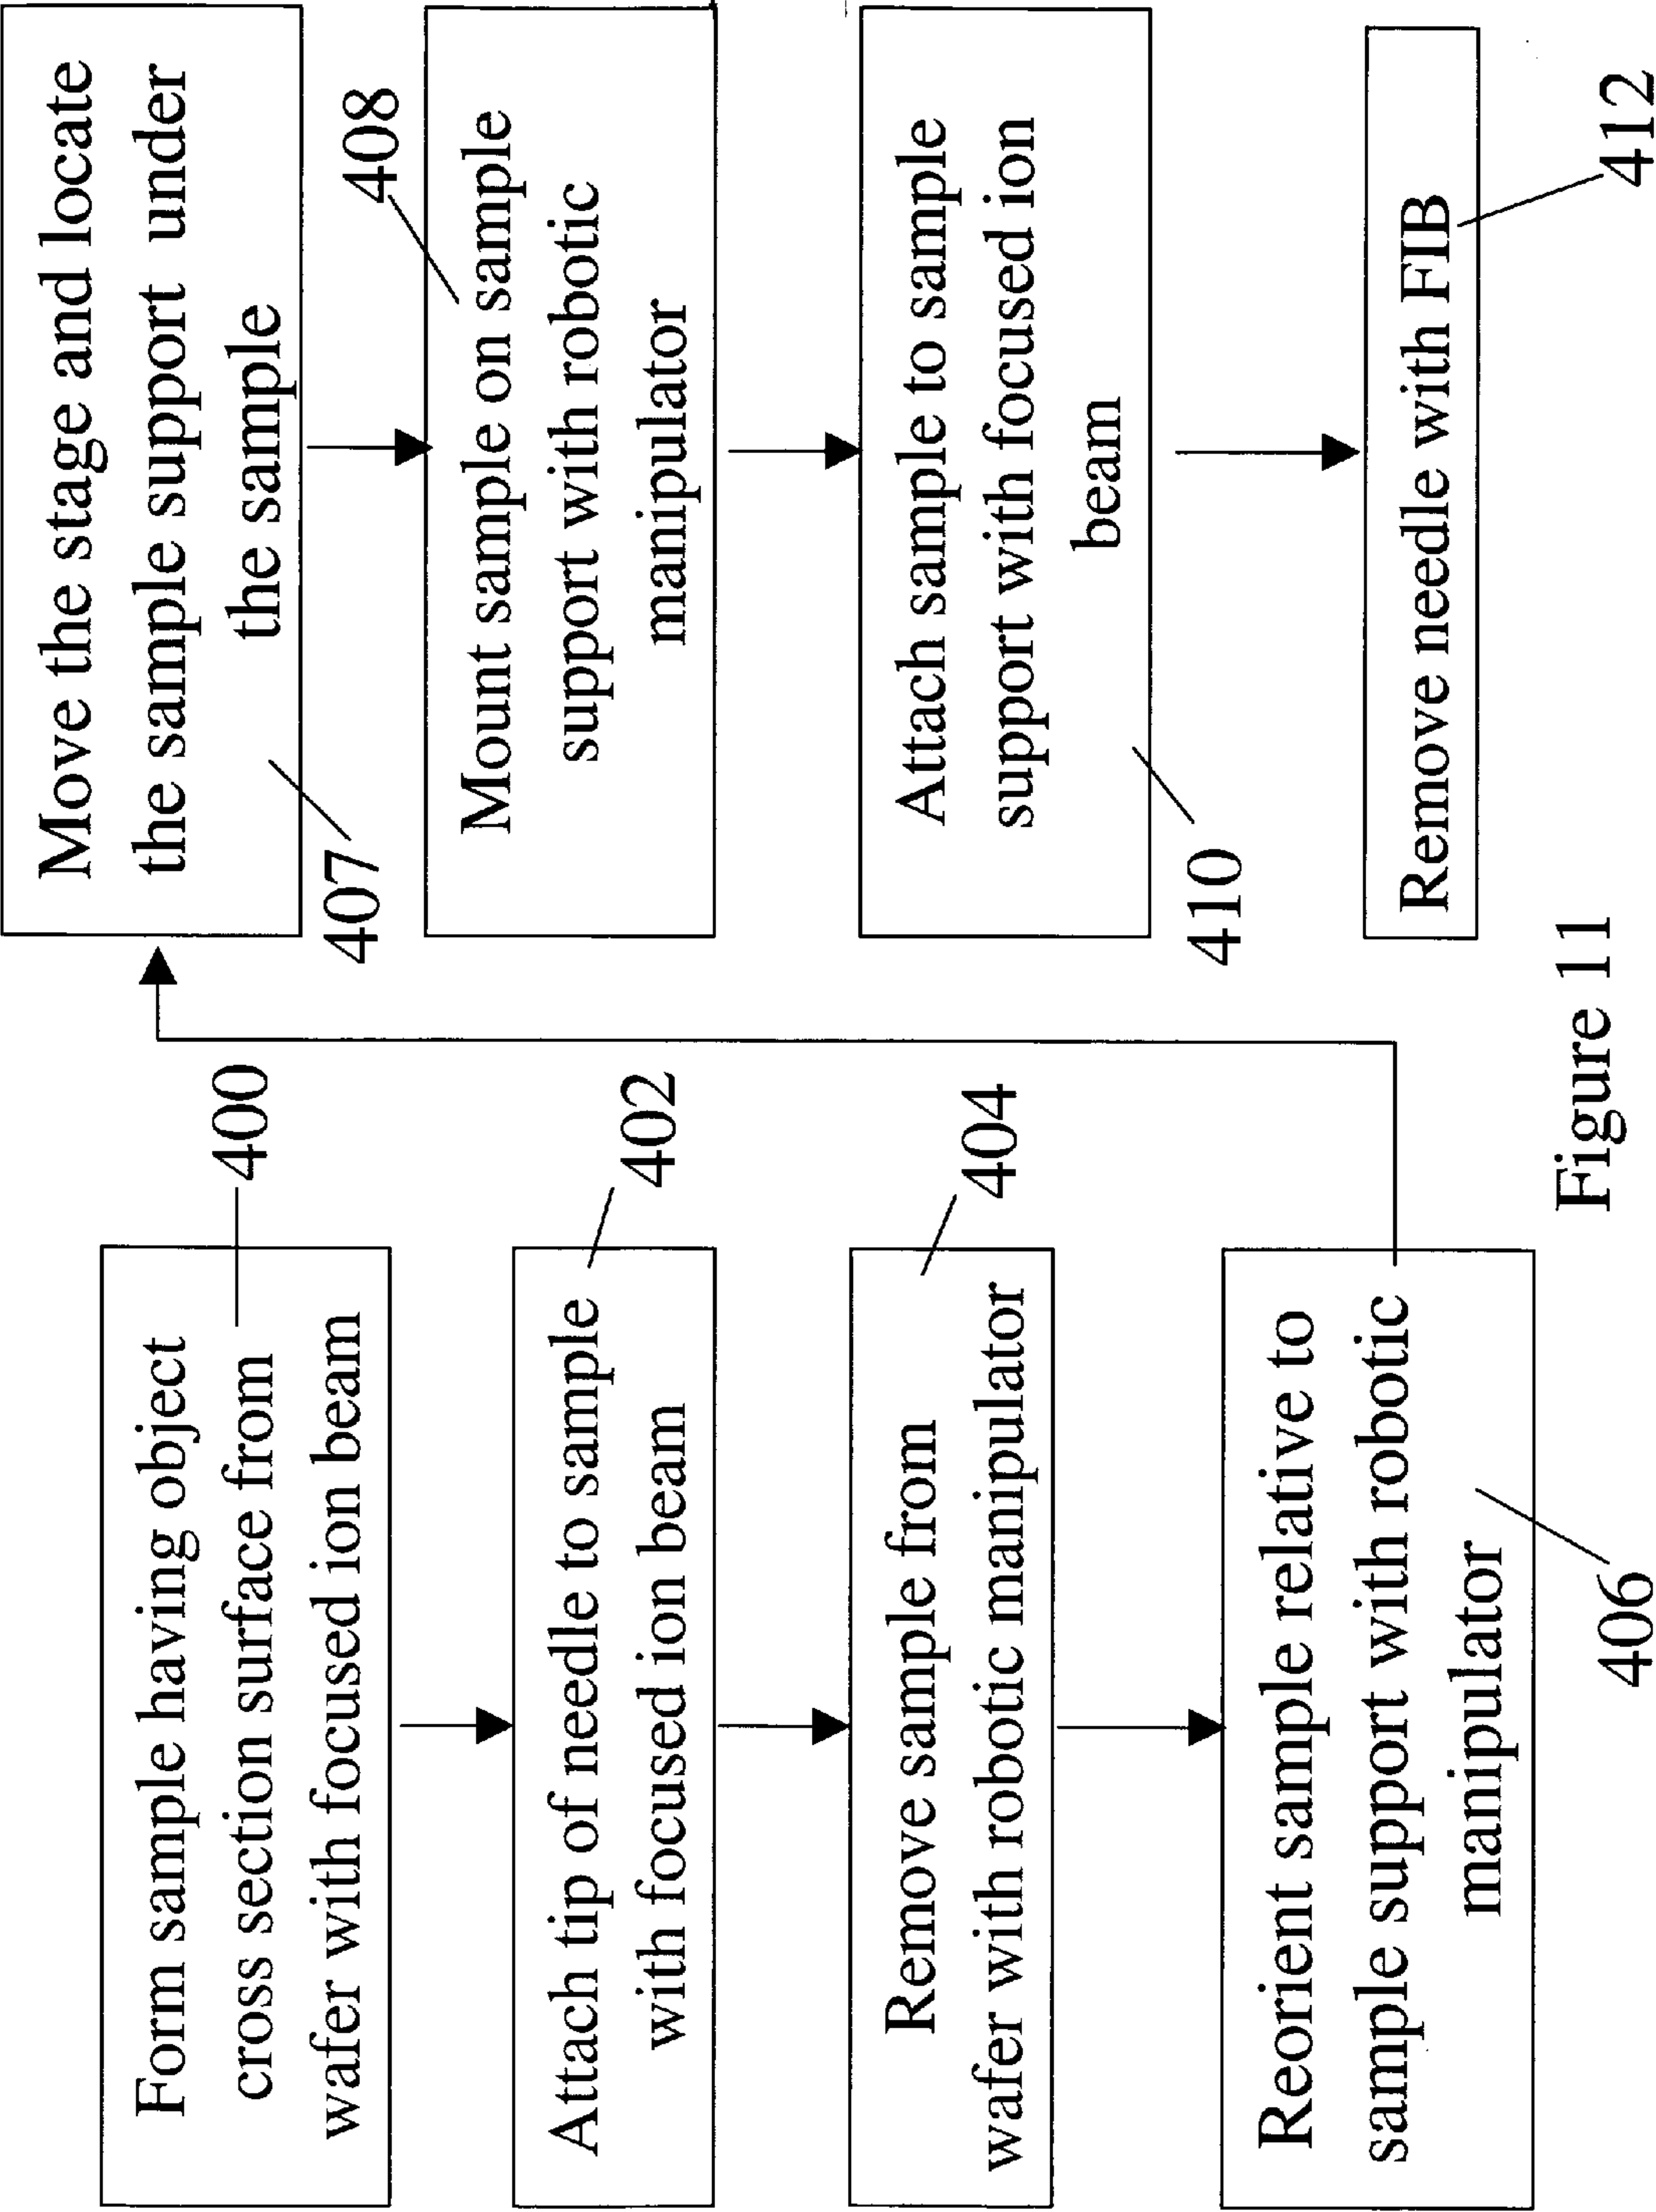 Form sample having object
cross section surface from
wafer with focused ion beam
400
Attach tip of needle to sample
with focused ion beam
402
Remove sample from
wafer with robotic manipulator
404
Reorient sample relative to
sample support with robotic
manipulator
406
Move the stage and locate
the sample support under
the sample
407
Mount sample on sample
support with robotic
manipulator
408
Attach sample to sample
support with focused ion
beam
410
Remove needle with FIB
412
Figure 11